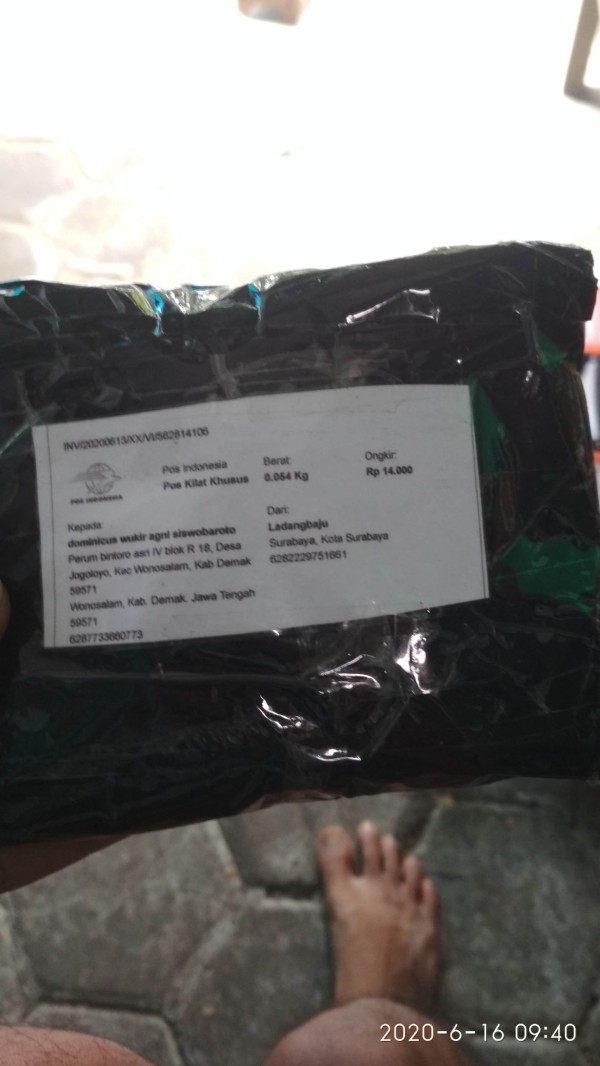 INV/20200613/XX/VI/562814106
POS INDONESIA
Pos Indonesia
Pos Kilat Khusus
Berat:
0.054 Kg
Ongkir:
Rp 14.000
Kepada:
dominicus wukir agni siswobaroto
Perum bintoro asri IV blok R 18, Desa
Jogoloyo, Kec Wonosalam, Kab Demak
59571
Wonosalam, Kab. Demak, Jawa Tengah
59571
6287733660773
Dari:
Ladangbaju
Surabaya, Kota Surabaya
6282229751661
2020-6-16 09:40